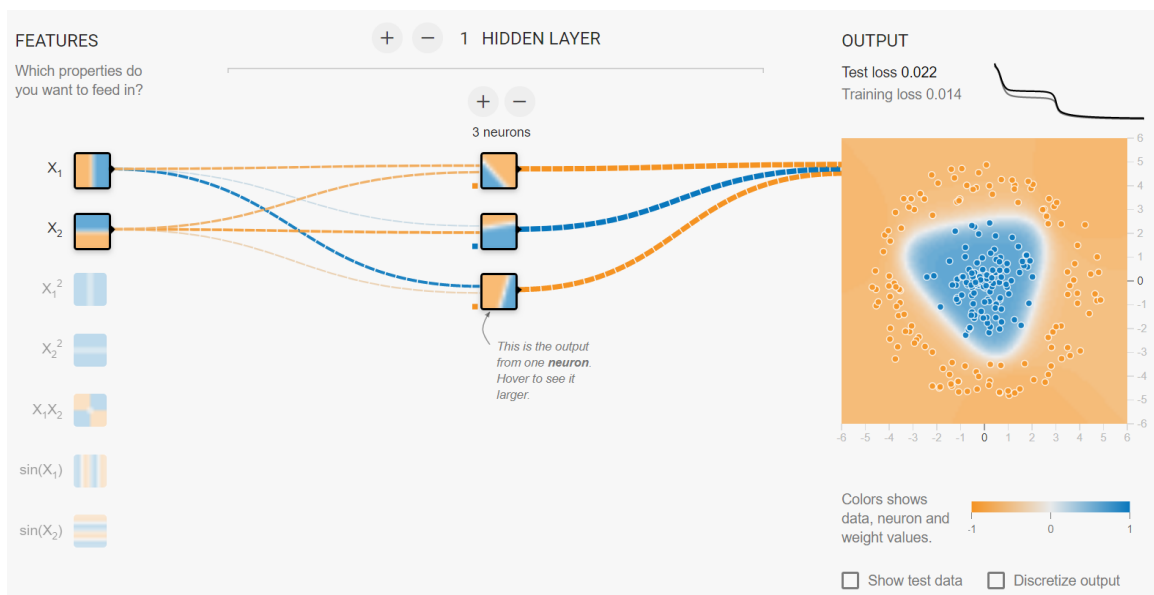 FEATURES
Which properties do
you want to feed in?
+ − 1 HIDDEN LAYER
+ −
3 neurons
X₁
X₂
X₁²
X₂²
X₁X₂
sin(X₁)
sin(X₂)
This is the output
from one neuron.
Hover to see it
larger.
OUTPUT
Test loss 0.022
Training loss 0.014
6
5
4
3
2
1
0
-1
-2
-3
-4
-5
-6
-6 -5 -4 -3 -2 -1 0 1 2 3 4 5 6
Colors shows
data, neuron and
weight values.
-1 0 1
Show test data
Discretize output